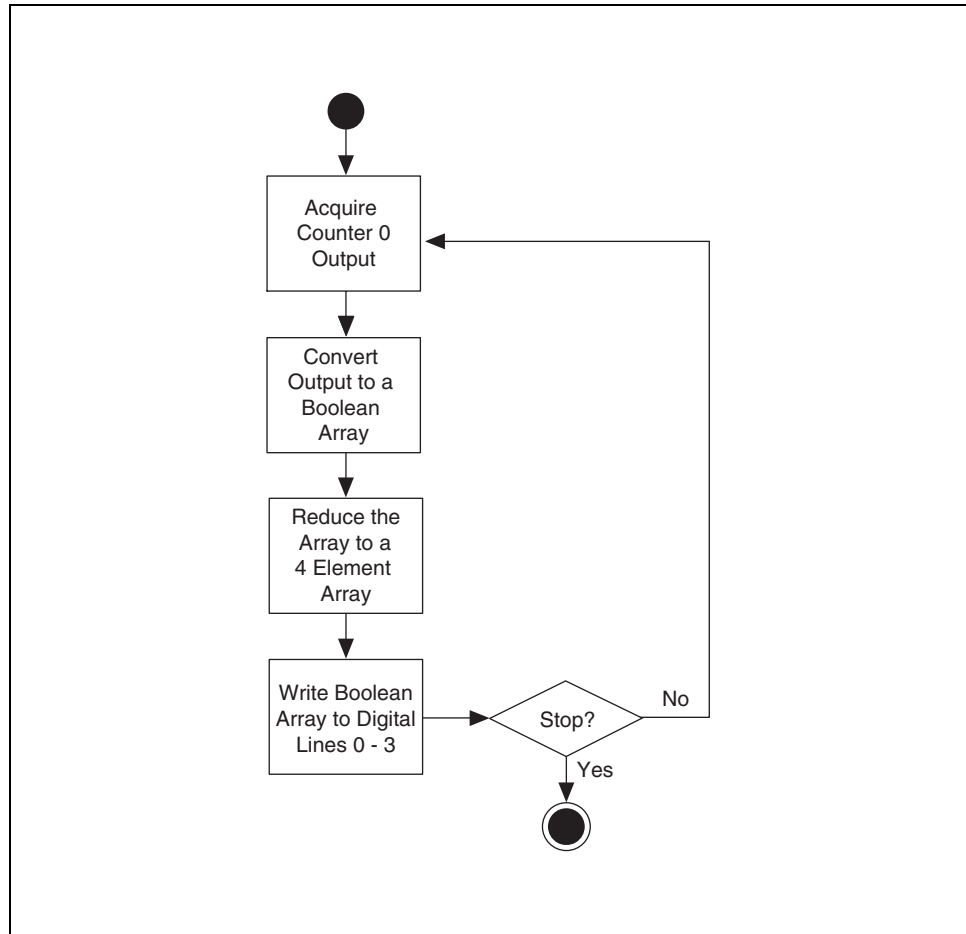 Acquire
Counter 0
Output
Convert
Output to a
Boolean
Array
Reduce the
Array to a
4 Element
Array
Write Boolean
Array to Digital
Lines 0 - 3
Stop?
No
Yes